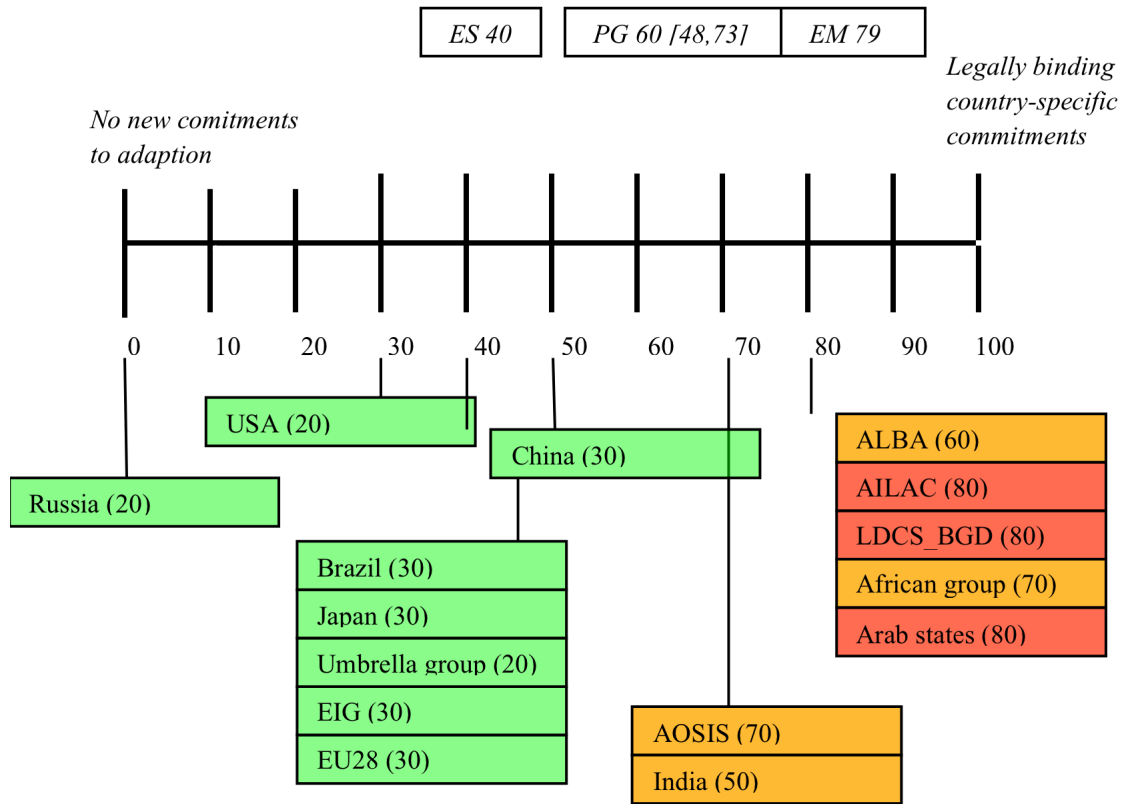 ES 40
PG 60 [48,73]
EM 79
Legally binding
country-specific
commitments
No new comitments
to adaption
0 10 20 30 40 50 60 70 80 90 100
USA (20)
China (30)
Russia (20)
Brazil (30)
Japan (30)
Umbrella group (20)
EIG (30)
EU28 (30)
ALBA (60)
AILAC (80)
LDCS_BGD (80)
African group (70)
Arab states (80)
AOSIS (70)
India (50)